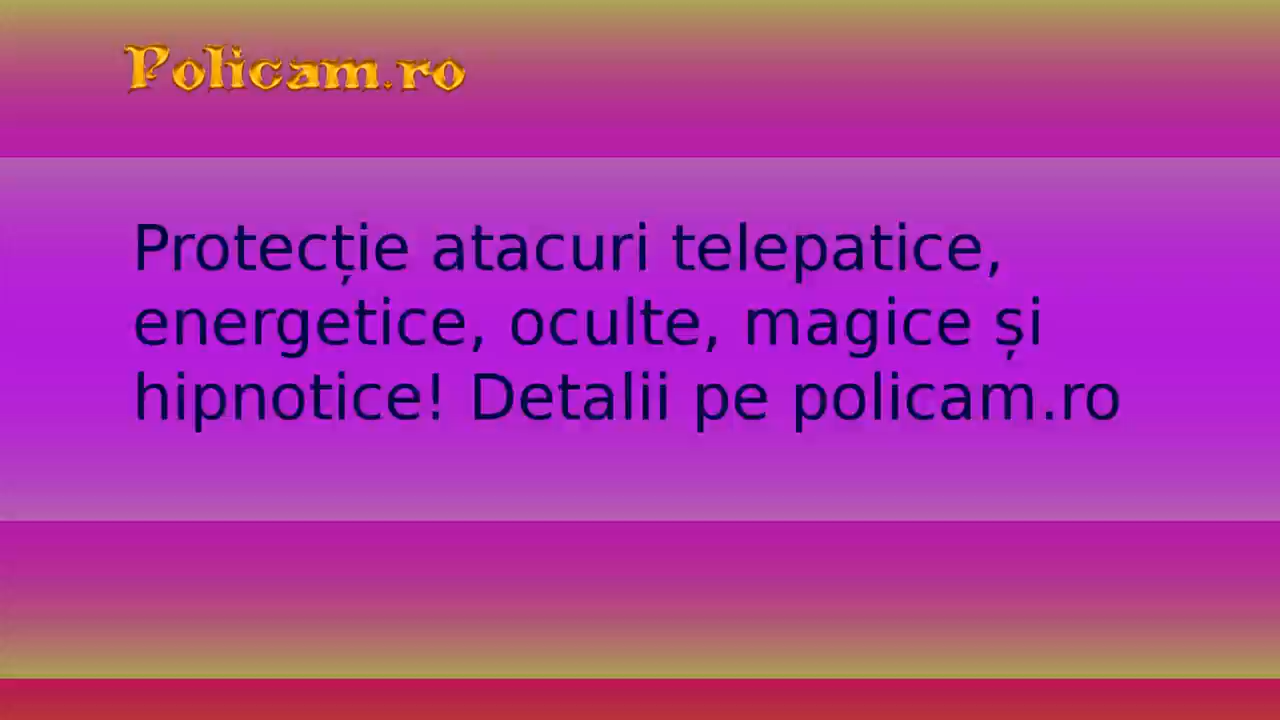 Policam.ro
Protecție atacuri telepatice,
energetice, oculte, magice și
hipnotice! Detalii pe policam.ro